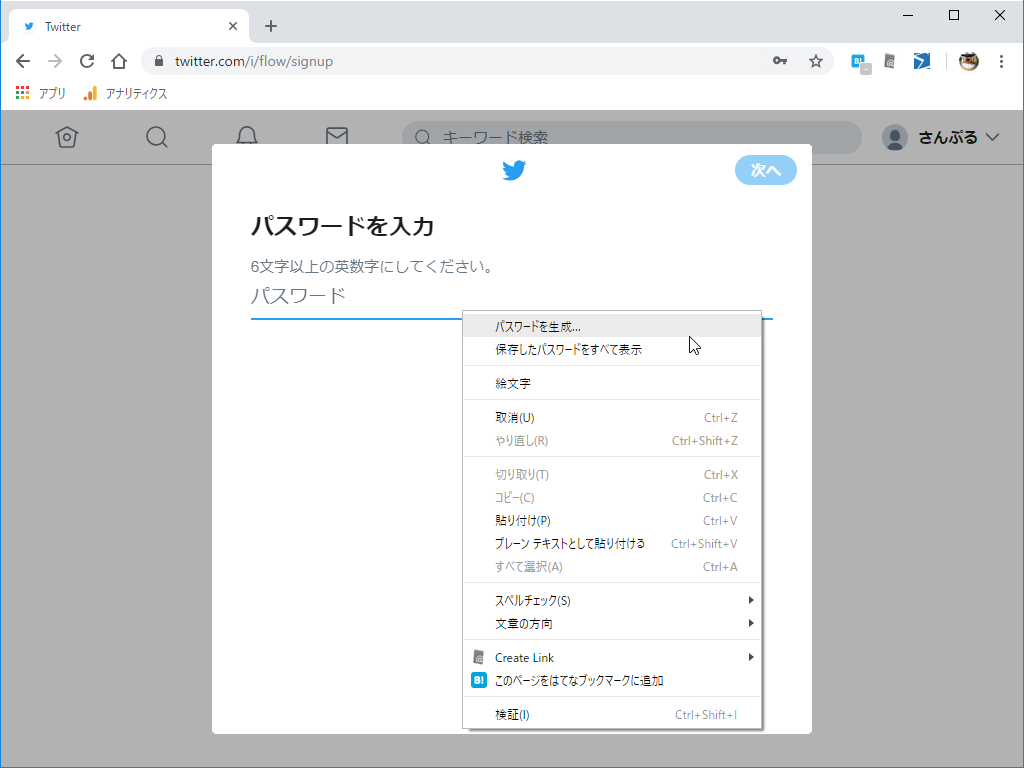 Twitter
twitter.com/i/flow/signup
アプリ
アナリティクス
キーワード検索
さんぷる
次へ
パスワードを入力
6文字以上の英数字にしてください。
パスワード
パスワードを生成...
保存したパスワードをすべて表示
絵文字
取消(U) Ctrl+Z
やり直し(R) Ctrl+Shift+Z
切り取り(T) Ctrl+X
コピー(C) Ctrl+C
貼り付け(P) Ctrl+V
プレーン テキストとして貼り付ける Ctrl+Shift+V
すべて選択(A) Ctrl+A
スペルチェック(S)
文章の方向
Create Link
B! このページをはてなブックマークに追加
検証(I) Ctrl+Shift+I